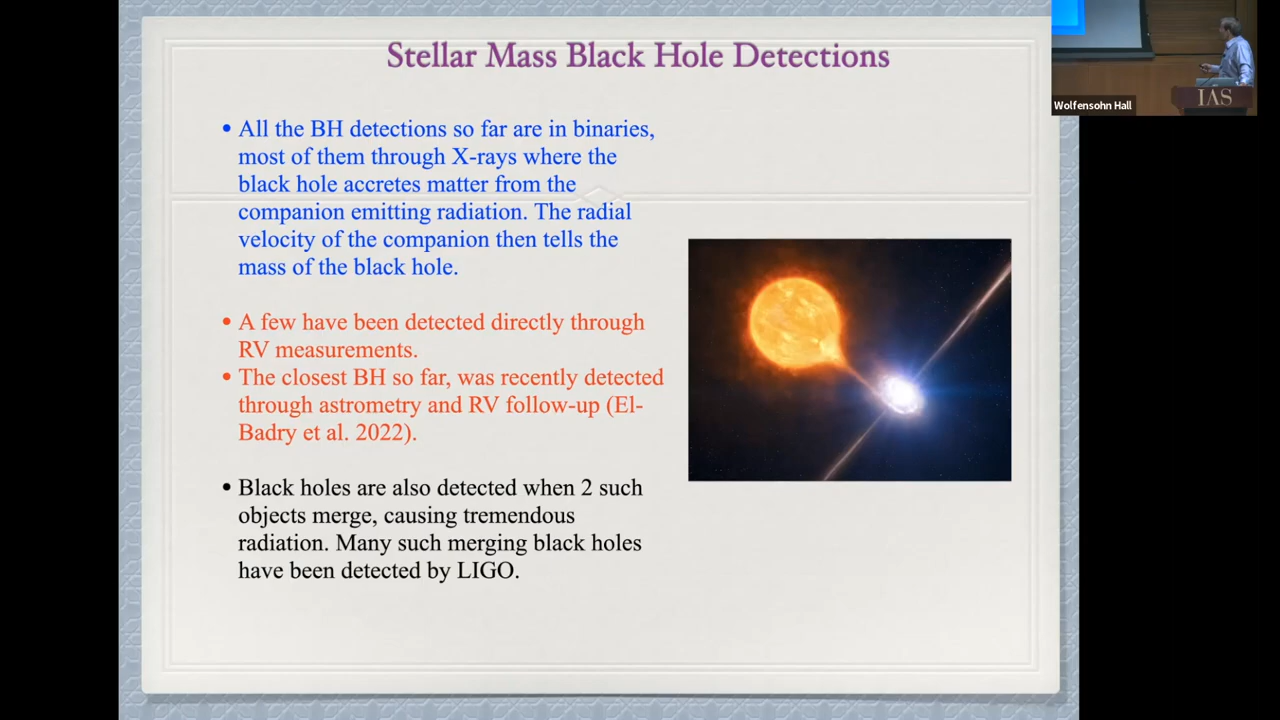 Stellar Mass Black Hole Detections
• All the BH detections so far are in binaries,
most of them through X-rays where the
black hole accretes matter from the
companion emitting radiation. The radial
velocity of the companion then tells the
mass of the black hole.
• A few have been detected directly through
RV measurements.
• The closest BH so far, was recently detected
through astrometry and RV follow-up (El-
Badry et al. 2022).
• Black holes are also detected when 2 such
objects merge, causing tremendous
radiation. Many such merging black holes
have been detected by LIGO.
IAS
Wolfensohn Hall